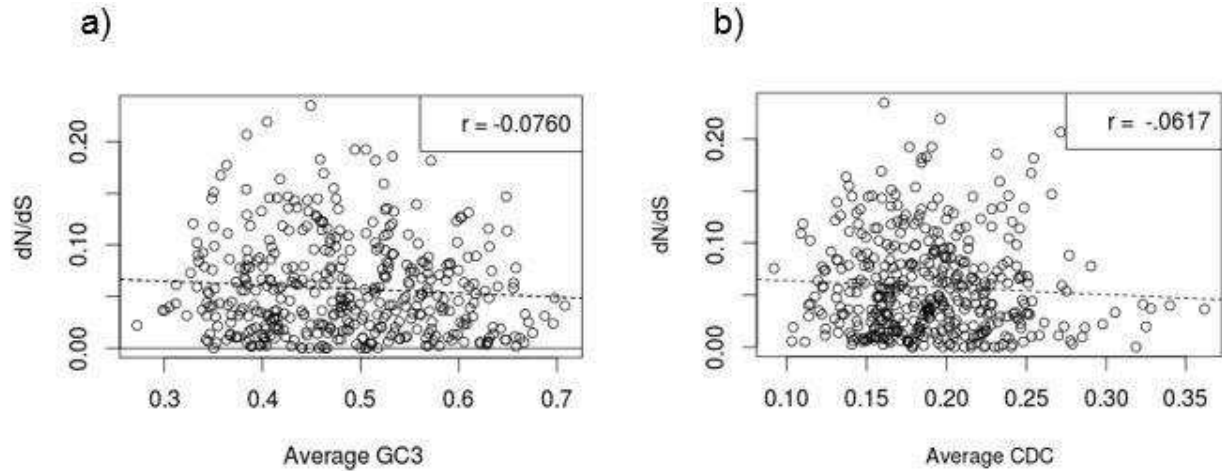 a)
r = -0.0760
dN/dS
0.20
0.10
0.00
0.3 0.4 0.5 0.6 0.7
Average GC3
b)
r = -.0617
dN/dS
0.20
0.10
0.00
0.10 0.15 0.20 0.25 0.30 0.35
Average CDC